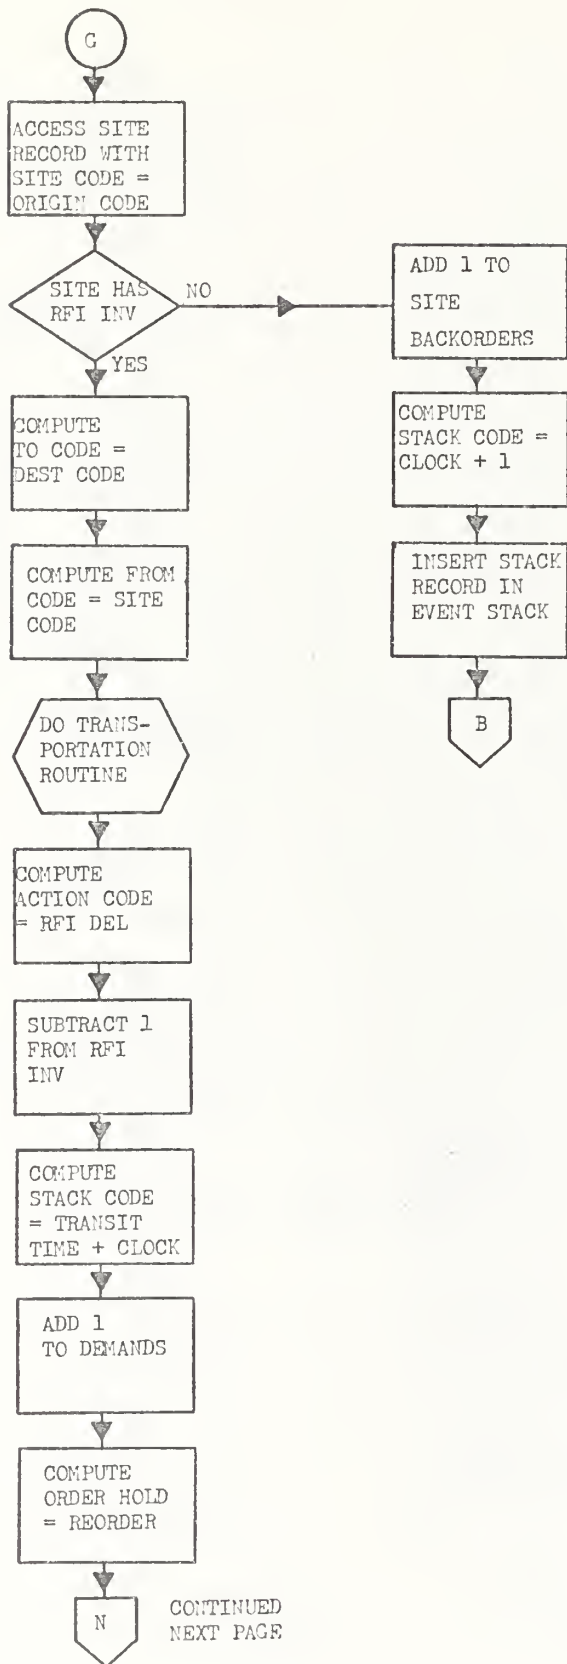 G
ACCESS SITE
RECORD WITH
SITE CODE =
ORIGIN CODE
SITE HAS
RFI INV
NO
YES
ADD 1 TO
SITE
BACKORDERS
COMPUTE
STACK CODE =
CLOCK + 1
INSERT STACK
RECORD IN
EVENT STACK
B
COMPUTE
TO CODE =
DEST CODE
COMPUTE FROM
CODE = SITE
CODE
DO TRANS-
PORTATION
ROUTINE
COMPUTE
ACTION CODE
= RFI DEL
SUBTRACT 1
FROM RFI
INV
COMPUTE
STACK CODE
= TRANSIT
TIME + CLOCK
ADD 1
TO DEMANDS
COMPUTE
ORDER HOLD
= REORDER
N
CONTINUED
NEXT PAGE